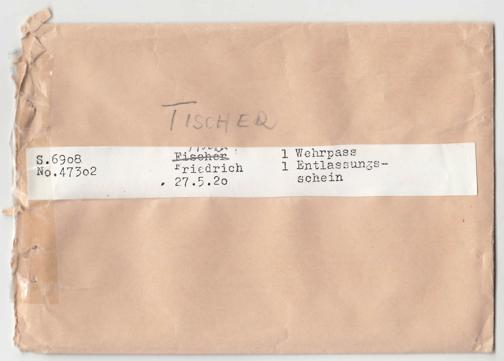 TISCHER
S.6908
No.47302
Fischer
Friedrich
. 27.5.20
1 Wehrpass
1 Entlassungs-
schein